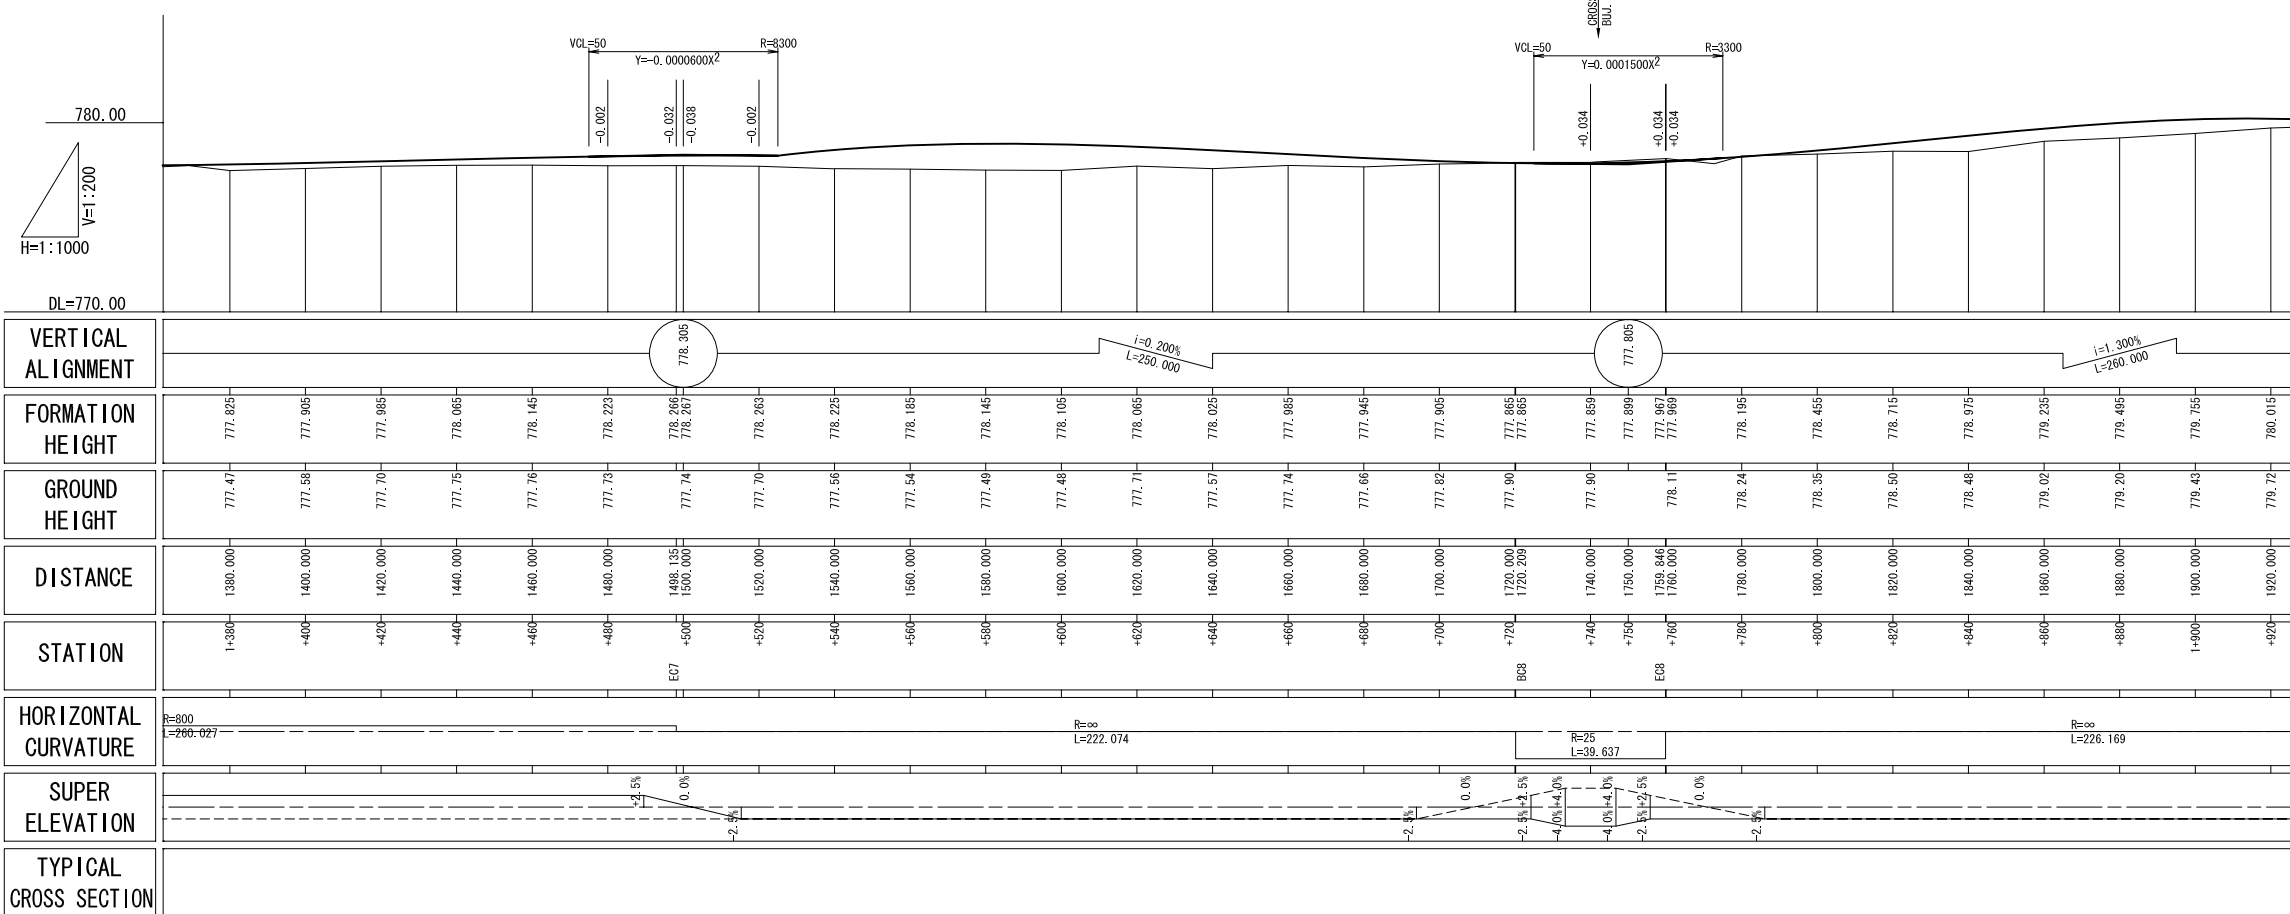 CROSS
BUJ.
VCL=50 R=8300
Y=-0.0000600X2
VCL=50 R=3300
Y=0.0001500X2
-0.002 -0.032 -0.038 -0.002
+0.034 +0.034 +0.034
780.00
V=1:200
H=1:1000
DL=770.00
VERTICAL
ALIGNMENT
778.305
i=0.200%
L=250.000
777.805
i=1.300%
L=260.000
FORMATION
HEIGHT
777.825 777.905 777.985 778.065 778.145 778.223 778.266 778.267 778.263 778.225 778.185 778.145 778.105 778.065 778.025 777.985 777.945 777.905 777.865 777.865 777.859 777.899 777.967 777.969 778.195 778.455 778.715 778.975 779.235 779.495 779.755 780.015
GROUND
HEIGHT
777.47 777.58 777.70 777.75 777.76 777.73 777.74 777.70 777.56 777.54 777.49 777.48 777.71 777.57 777.74 777.66 777.82 777.90 777.90 778.11 778.24 778.35 778.50 778.48 779.02 779.20 779.43 779.72
DISTANCE
1380.000 1400.000 1420.000 1440.000 1460.000 1480.000 1498.135 1500.000 1520.000 1540.000 1560.000 1580.000 1600.000 1620.000 1640.000 1660.000 1680.000 1700.000 1720.000 1720.209 1740.000 1750.000 1759.846 1760.000 1780.000 1800.000 1820.000 1840.000 1860.000 1880.000 1900.000 1920.000
STATION
1+380 +400 +420 +440 +460 +480 +500 +520 +540 +560 +580 +600 +620 +640 +660 +680 +700 +720 +740 +750 +760 +780 +800 +820 +840 +860 +880 1+900 +920
EC7 BC8 EC8
HORIZONTAL
CURVATURE
R=800
L=260.027
R=∞
L=222.074
R=25
L=39.637
R=∞
L=226.169
SUPER
ELEVATION
+2.5% 0.0% 0.0% +2.5% +4.0% +4.0% +2.5% 0.0%
-2.5% -2.5% -2.5% -4.0% -4.0% -2.5% -2.5%
TYPICAL
CROSS SECTION